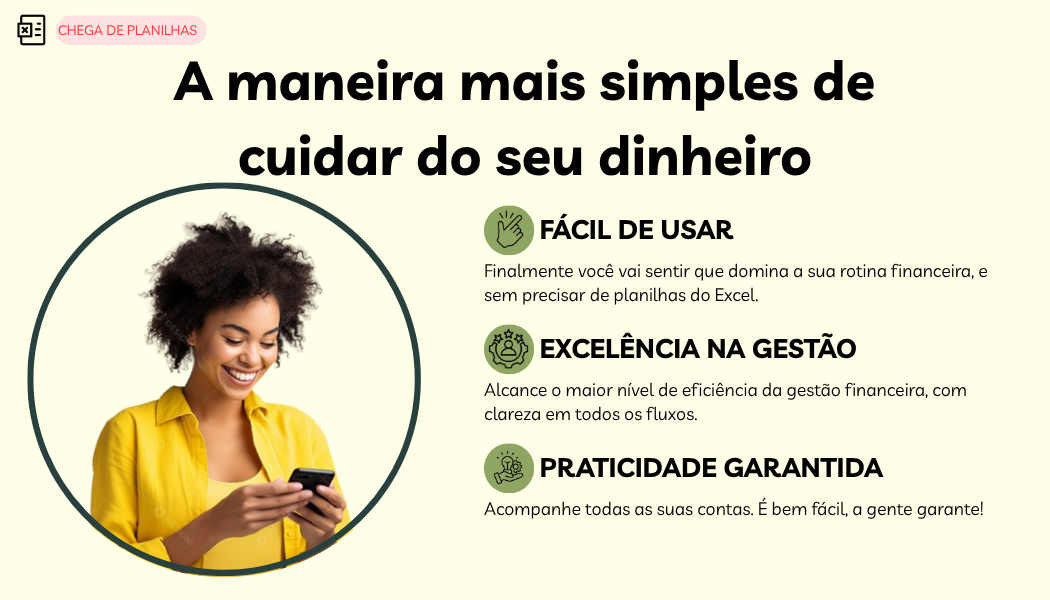 CHEGA DE PLANILHAS
A maneira mais simples de
cuidar do seu dinheiro
FÁCIL DE USAR
Finalmente você vai sentir que domina a sua rotina financeira, e
sem precisar de planilhas do Excel.
EXCELÊNCIA NA GESTÃO
Alcance o maior nível de eficiência da gestão financeira, com
clareza em todos os fluxos.
PRATICIDADE GARANTIDA
Acompanhe todas as suas contas. É bem fácil, a gente garante!